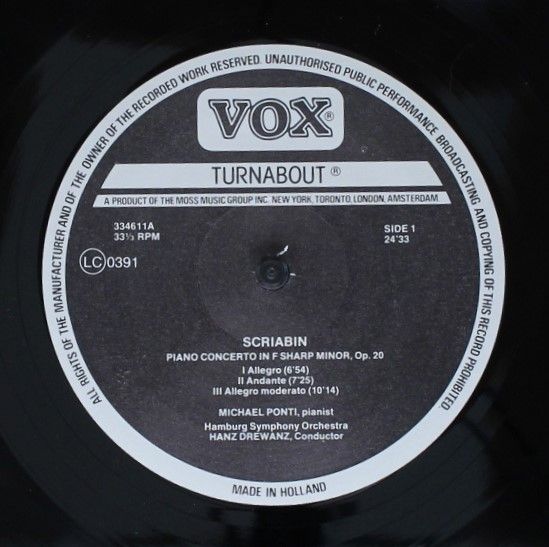 ALL RIGHTS OF THE MANUFACTURER AND OF THE OWNER OF THE RECORDED WORK RESERVED. UNAUTHORISED PUBLIC PERFORMANCE BROADCASTING AND COPYING OF THIS RECORD PROHIBITED
VOX®
TURNABOUT ®
A PRODUCT OF THE MOSS MUSIC GROUP INC. NEW YORK, TORONTO, LONDON, AMSTERDAM
334611A
33⅓ RPM
SIDE 1
24'33
LC 0391
SCRIABIN
PIANO CONCERTO IN F SHARP MINOR, Op. 20
I Allegro (6'54)
II Andante (7'25)
III Allegro moderato (10'14)
MICHAEL PONTI, pianist
Hamburg Symphony Orchestra
HANZ DREWANZ, Conductor
MADE IN HOLLAND